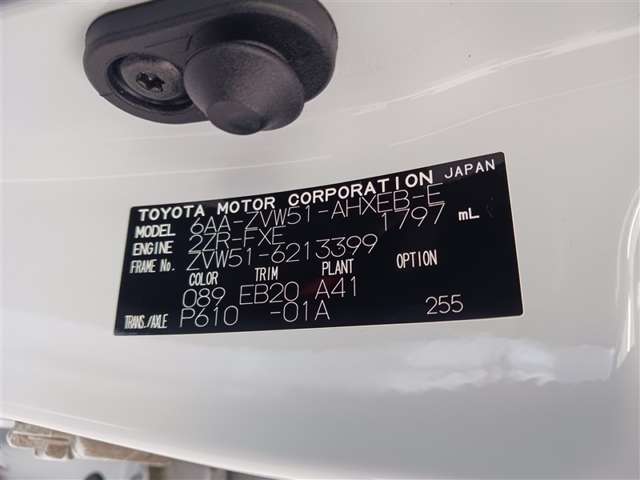 TOYOTA MOTOR CORPORATION JAPAN
MODEL 6AA-ZVW51-AHXEB-E
ENGINE 2ZR-FXE 1797 mL
FRAME No. ZVW51-6213399
COLOR TRIM PLANT OPTION
089 EB20 A41
TRANS./AXLE P610 -01A 255